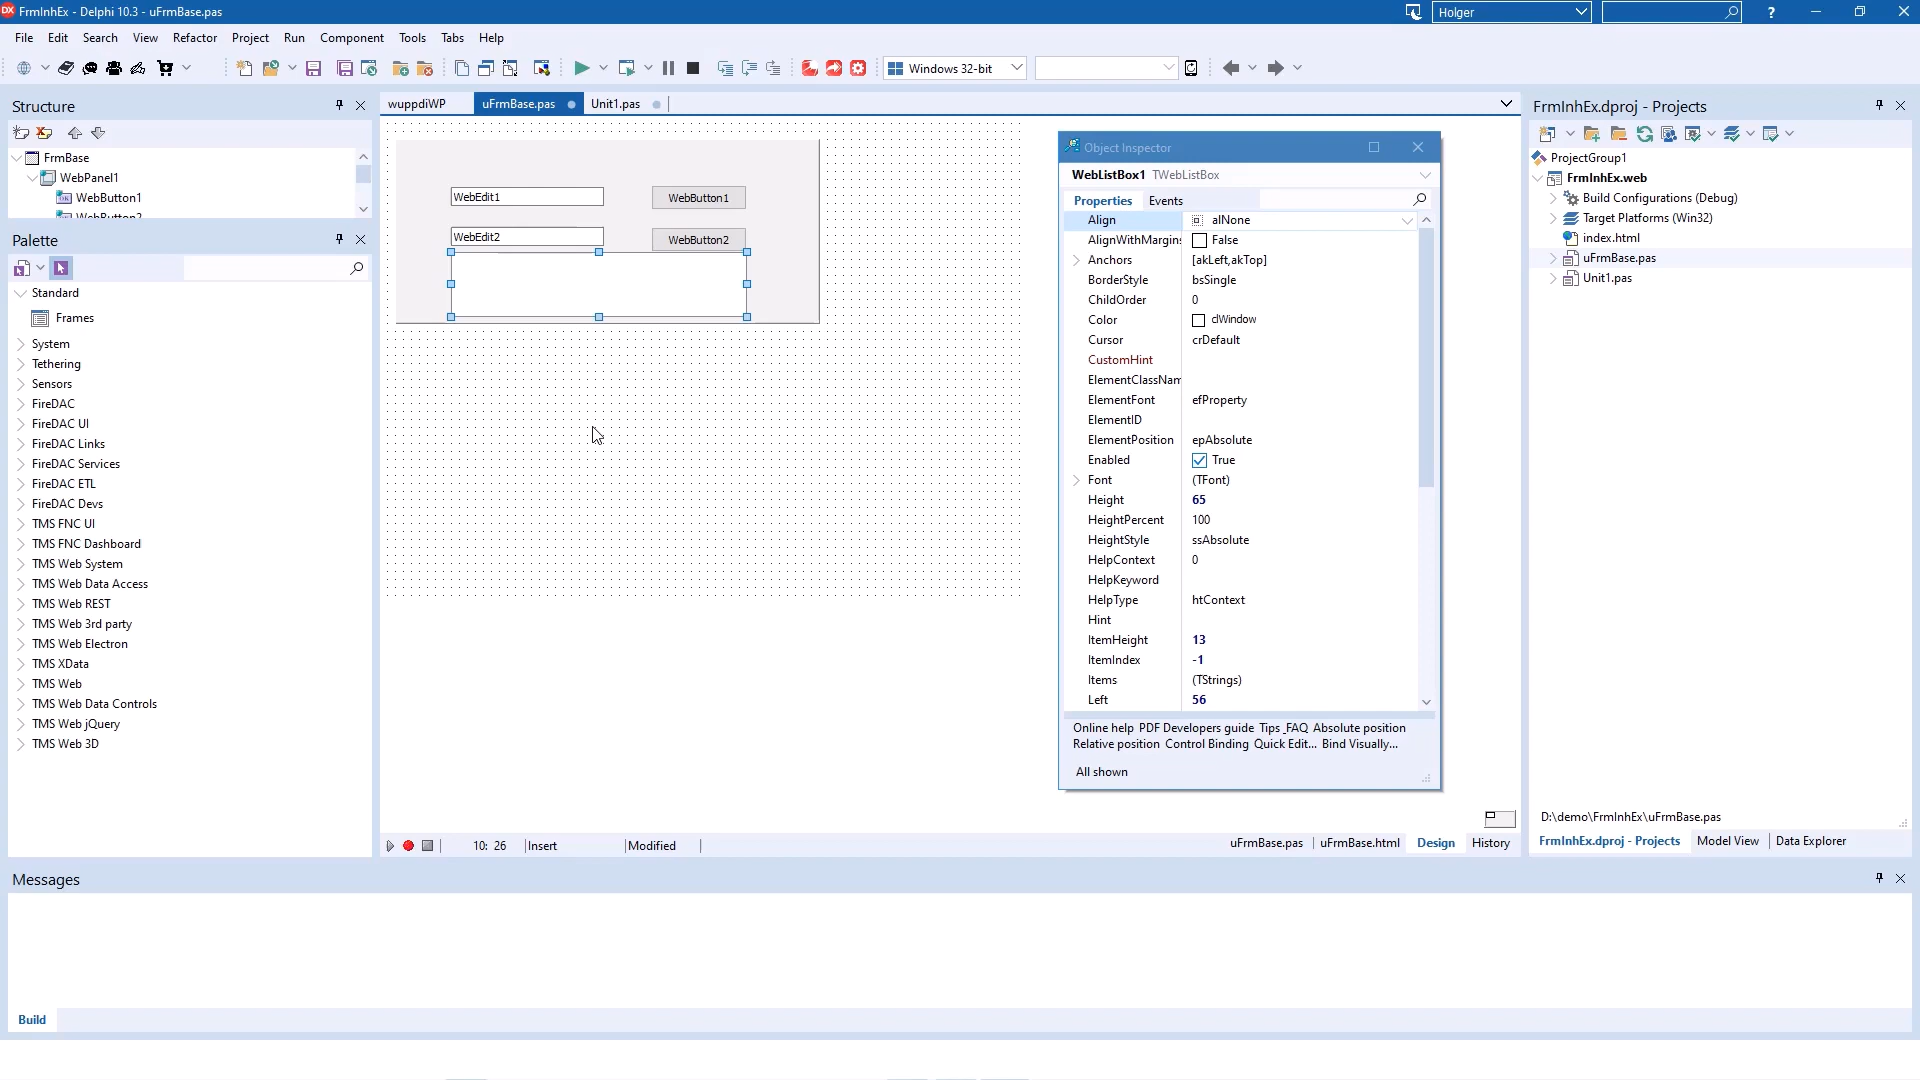 FrmInhEx - Delphi 10.3 - uFrmBase.pas
Holger
?
File Edit Search View Refactor Project Run Component Tools Tabs Help
Windows 32-bit
Structure
FrmBase
WebPanel1
WebButton1
WebButton2
Palette
Standard
Frames
System
Tethering
Sensors
FireDAC
FireDAC UI
FireDAC Links
FireDAC Services
FireDAC ETL
FireDAC Devs
TMS FNC UI
TMS FNC Dashboard
TMS Web System
TMS Web Data Access
TMS Web REST
TMS Web 3rd party
TMS Web Electron
TMS XData
TMS Web
TMS Web Data Controls
TMS Web jQuery
TMS Web 3D
wuppdiWP uFrmBase.pas Unit1.pas
WebEdit1 WebButton1
WebEdit2 WebButton2
Object Inspector
WebListBox1 TWebListBox
Properties Events
Align alNone
AlignWithMargins False
Anchors [akLeft,akTop]
BorderStyle bsSingle
ChildOrder 0
Color clWindow
Cursor crDefault
CustomHint
ElementClassNam
ElementFont efProperty
ElementID
ElementPosition epAbsolute
Enabled True
Font (TFont)
Height 65
HeightPercent 100
HeightStyle ssAbsolute
HelpContext 0
HelpKeyword
HelpType htContext
Hint
ItemHeight 13
ItemIndex -1
Items (TStrings)
Left 56
Online help PDF Developers guide Tips_FAQ Absolute position
Relative position Control Binding Quick Edit... Bind Visually...
All shown
10: 26 Insert Modified
uFrmBase.pas uFrmBase.html Design History
FrmInhEx.dproj - Projects
ProjectGroup1
FrmInhEx.web
Build Configurations (Debug)
Target Platforms (Win32)
index.html
uFrmBase.pas
Unit1.pas
D:\demo\FrmInhEx\uFrmBase.pas
FrmInhEx.dproj - Projects Model View Data Explorer
Messages
Build